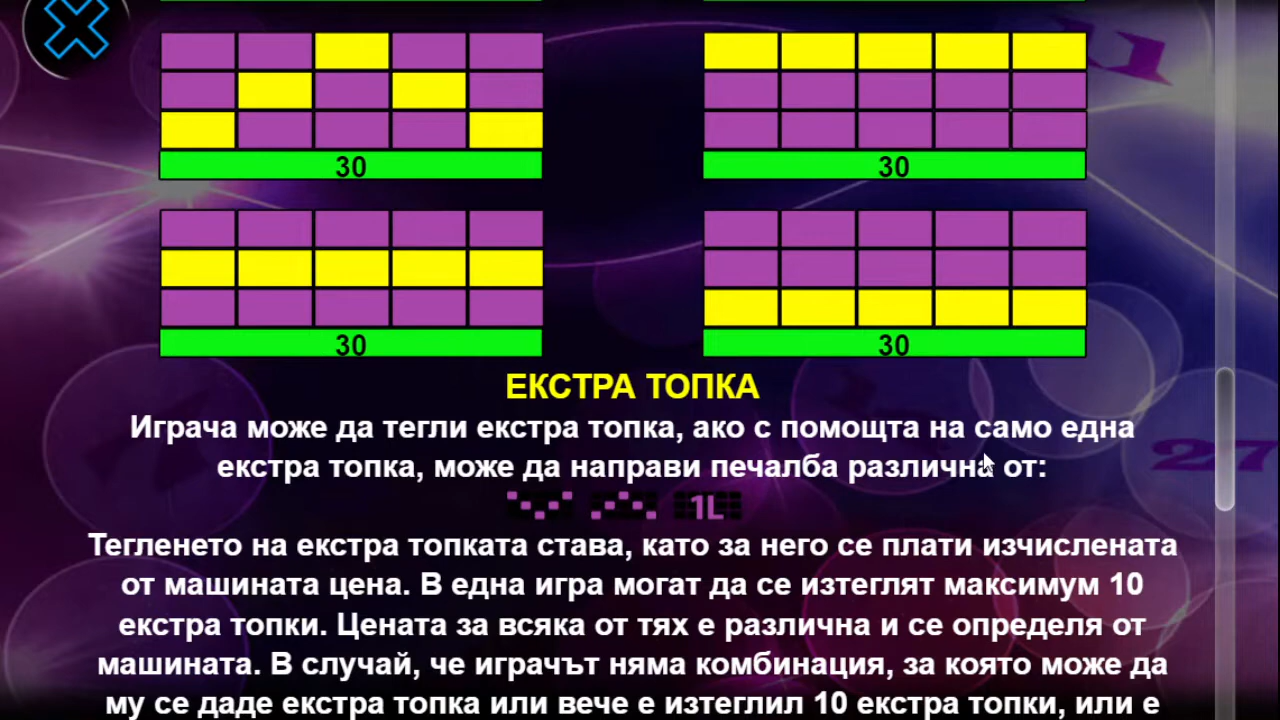 30 30
30 30
ЕКСТРА ТОПКА
Играча може да тегли екстра топка, ако с помощта на само една
екстра топка, може да направи печалба различна от:
1L
Тегленето на екстра топката става, като за него се плати изчислената
от машината цена. В една игра могат да се изтеглят максимум 10
екстра топки. Цената за всяка от тях е различна и се определя от
машината. В случай, че играчът няма комбинация, за която може да
му се даде екстра топка или вече е изтеглил 10 екстра топки, или е
27